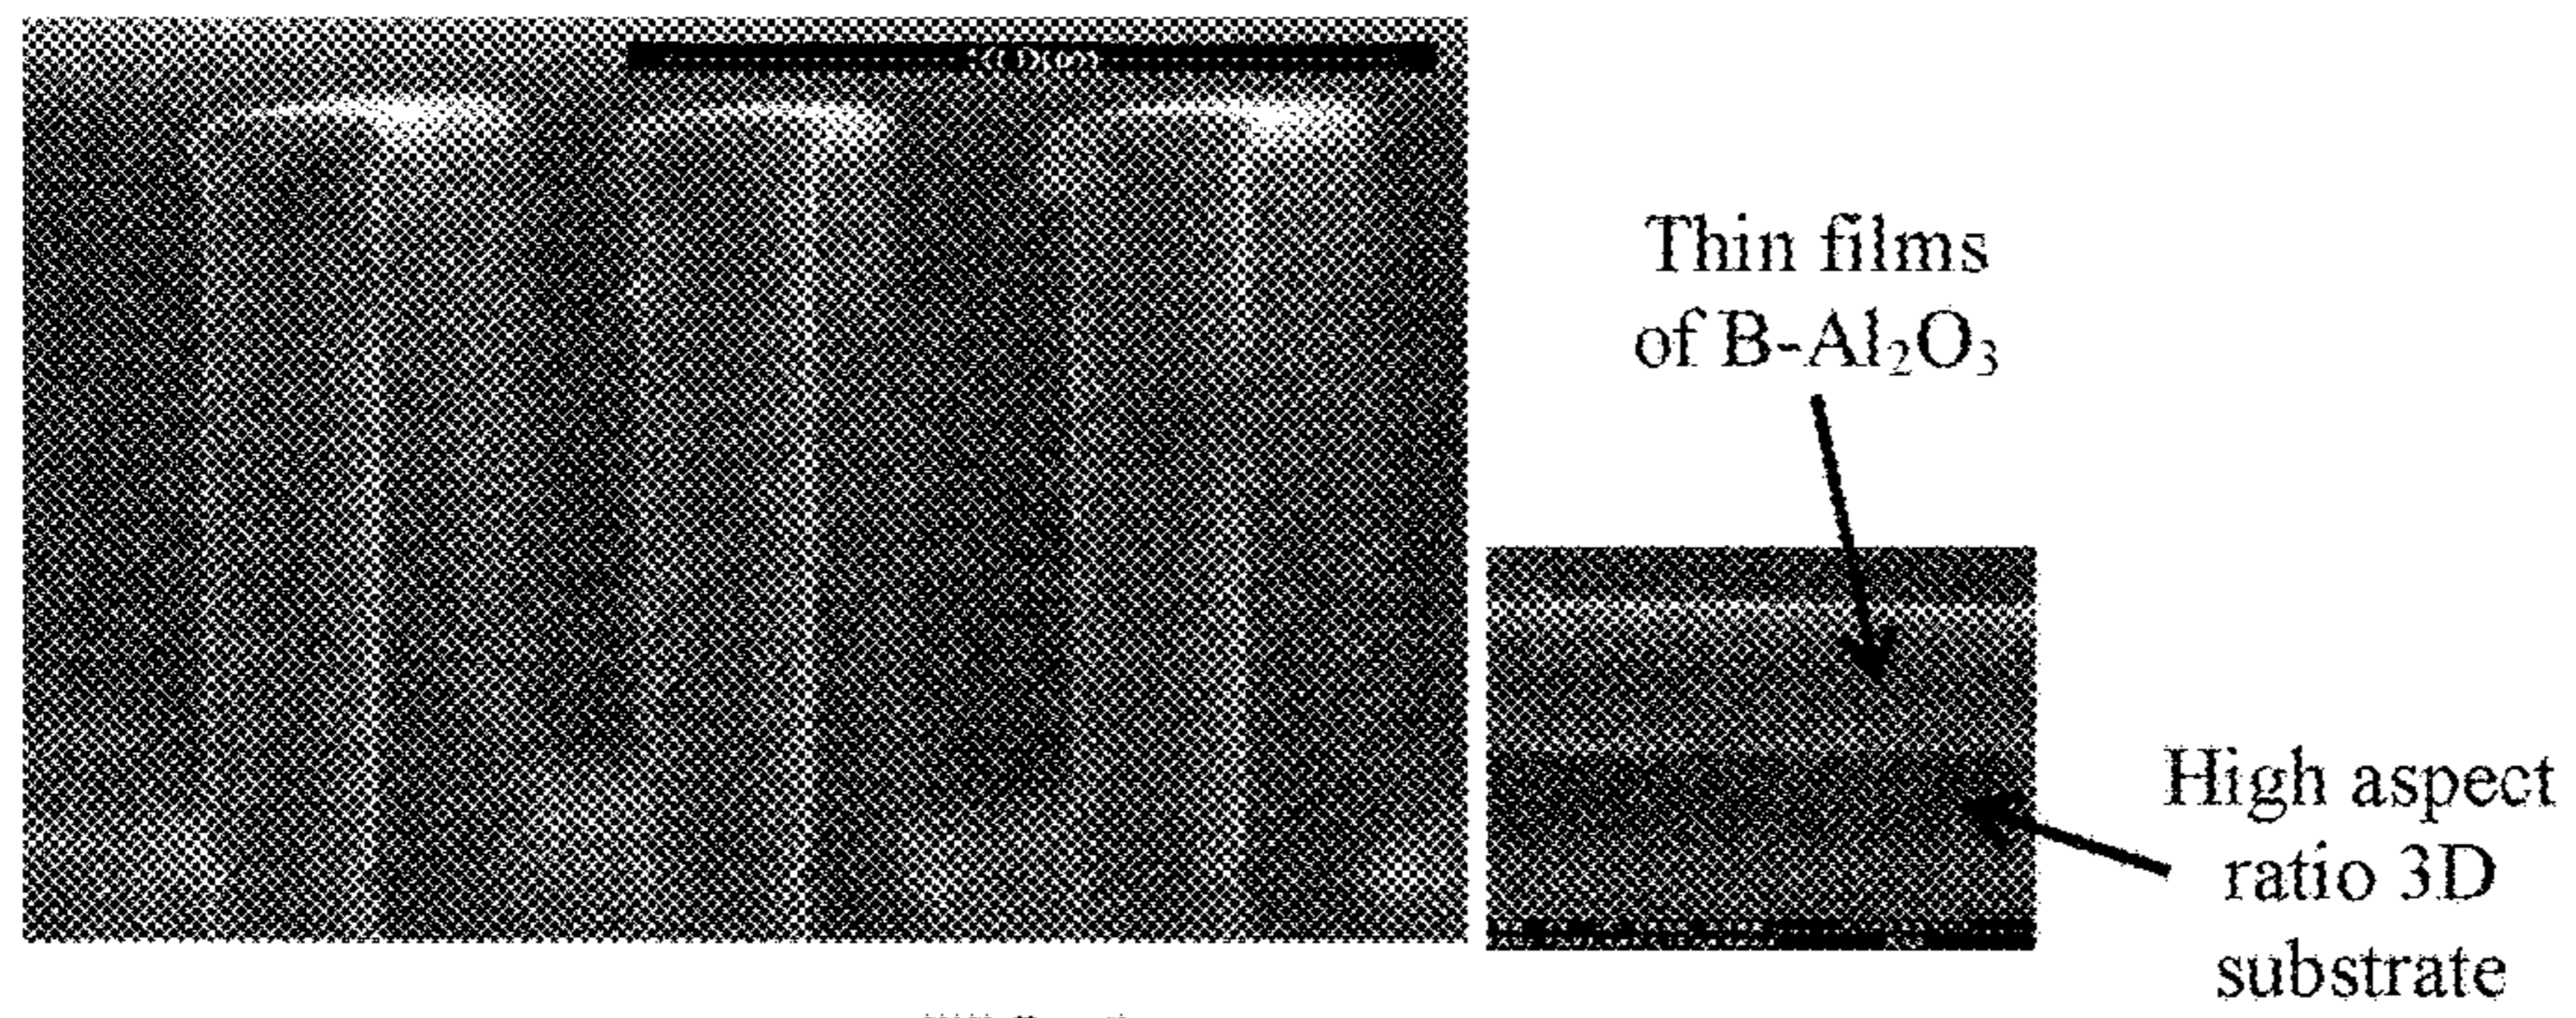 Thin films
of B-Al₂O₃
High aspect
ratio 3D
substrate